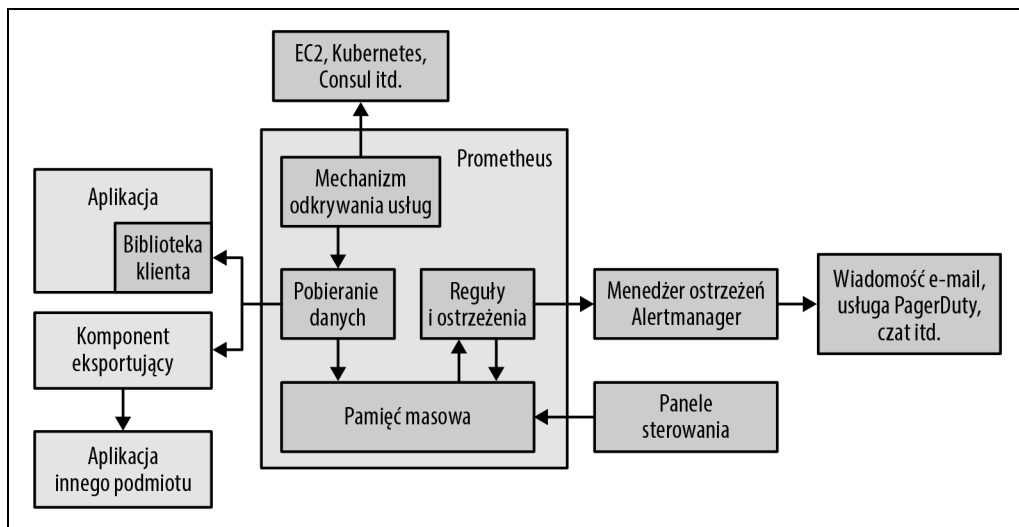 EC2, Kubernetes,
Consul itd.
Prometheus
Mechanizm
odkrywania usług
Aplikacja
Biblioteka
klienta
Pobieranie
danych
Reguły
i ostrzeżenia
Menedżer ostrzeżeń
Alertmanager
Wiadomość e-mail,
usługa PagerDuty,
czat itd.
Komponent
eksportujący
Pamięć masowa
Panele
sterowania
Aplikacja
innego podmiotu